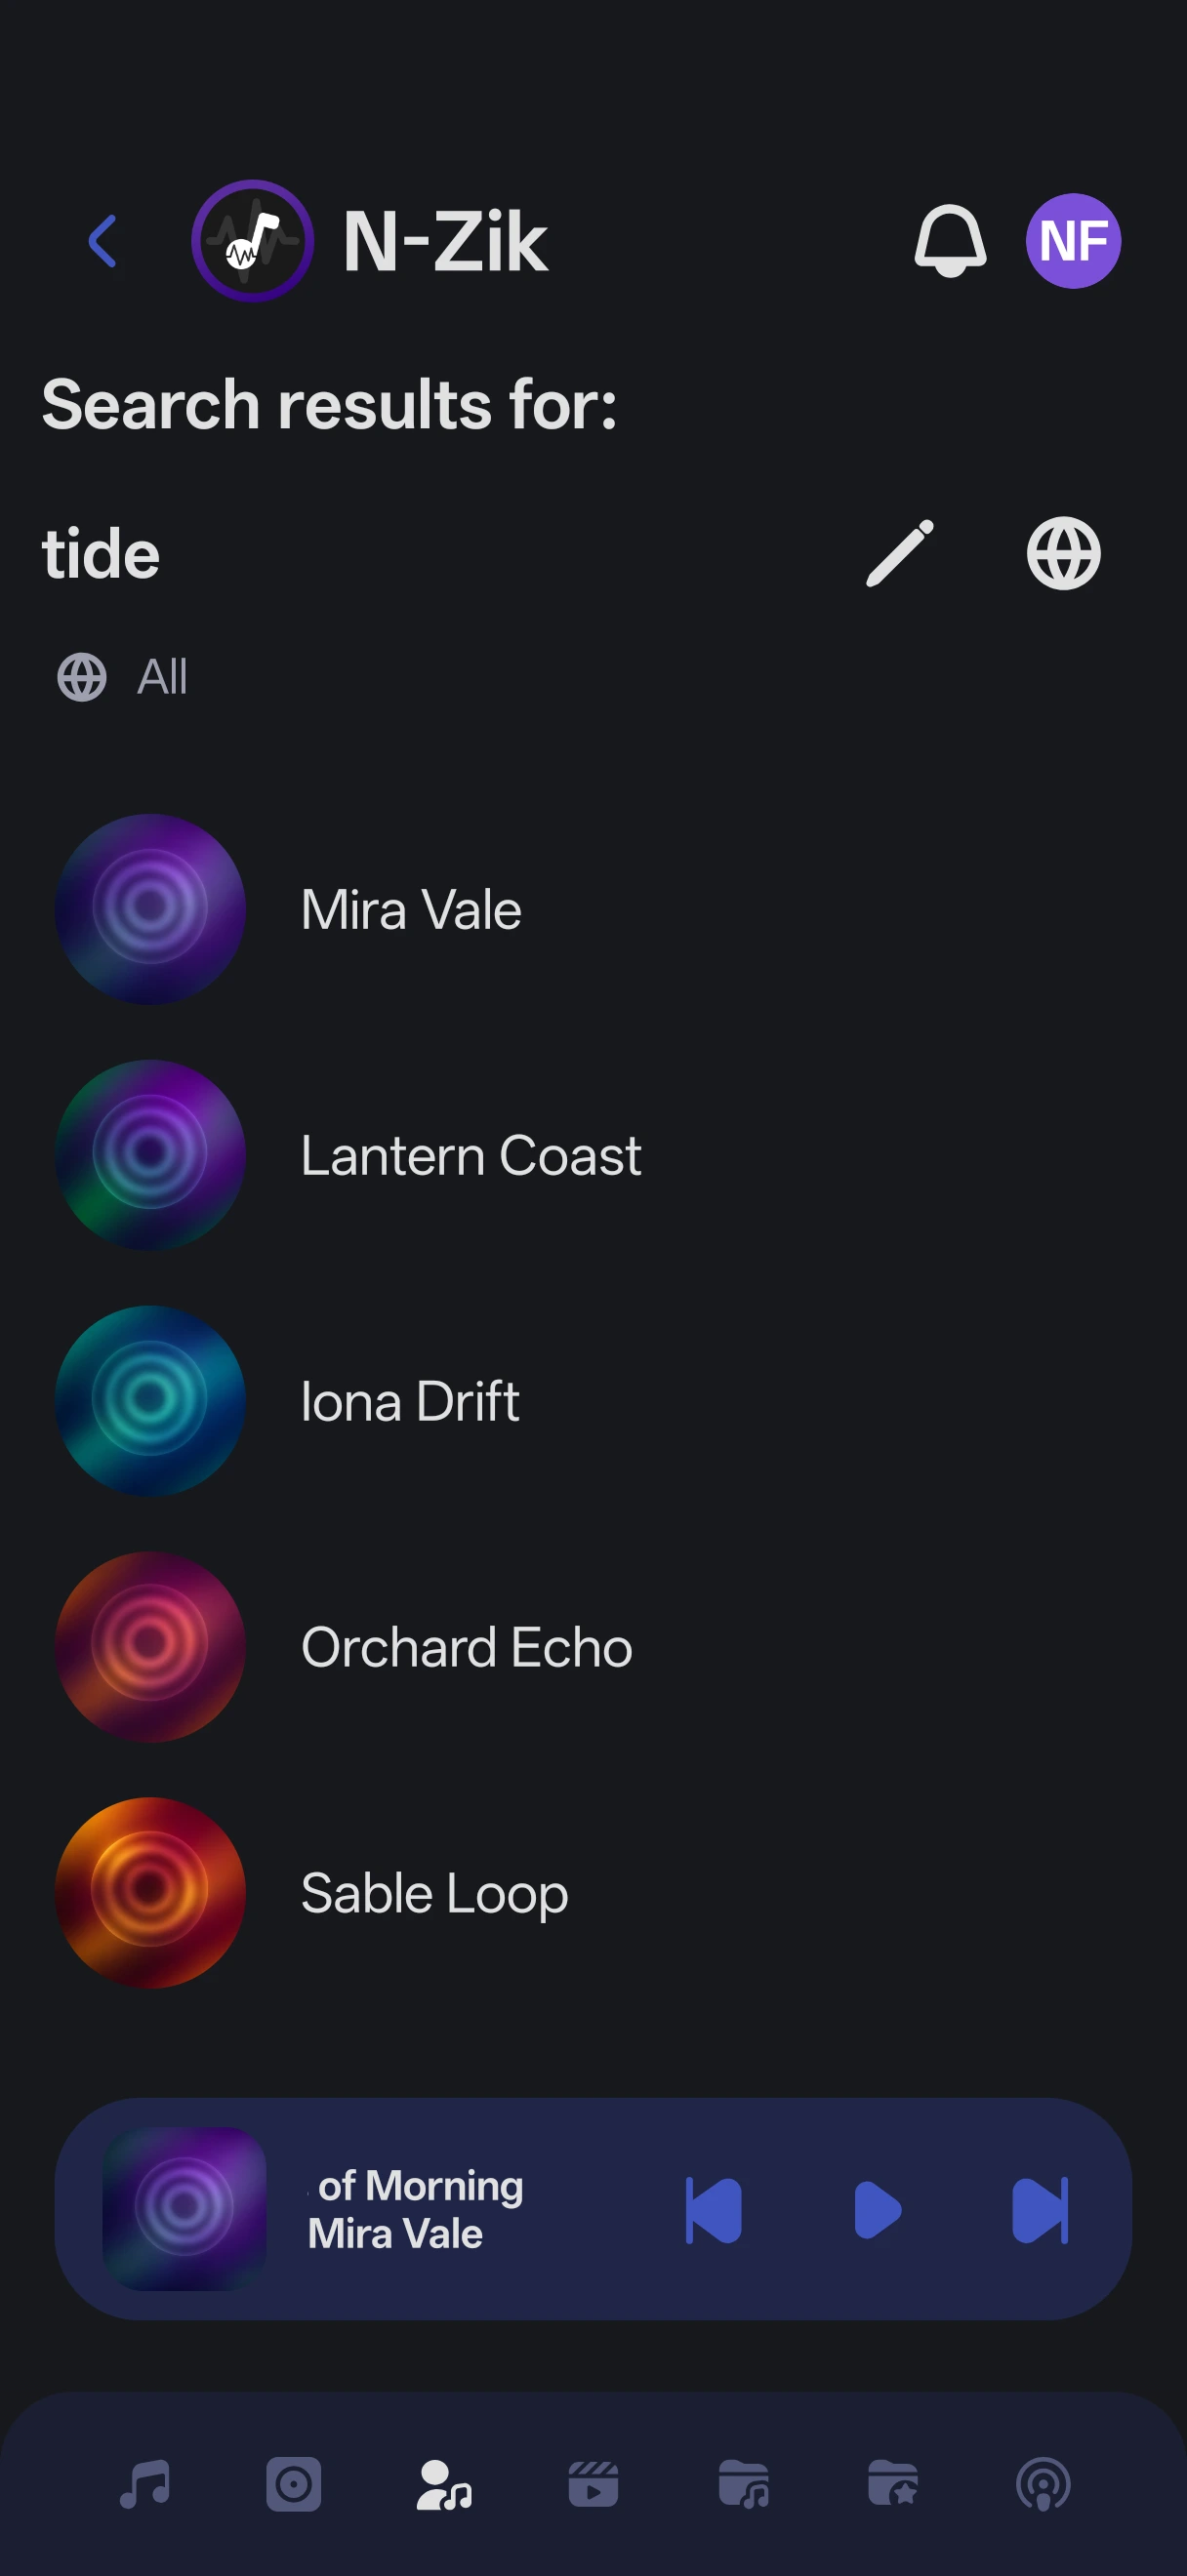 N-Zik
NF
Search results for:
tide
All
Mira Vale
Lantern Coast
Iona Drift
Orchard Echo
Sable Loop
of Morning
Mira Vale